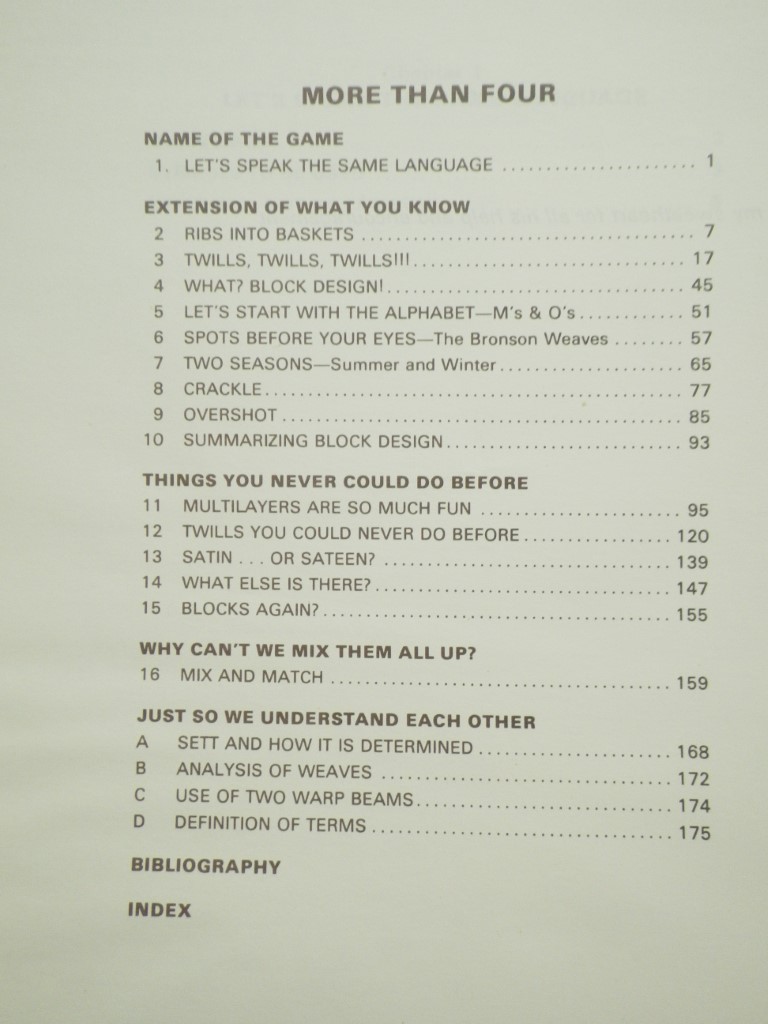 MORE THAN FOUR
NAME OF THE GAME
1. LET'S SPEAK THE SAME LANGUAGE ..................... 1
EXTENSION OF WHAT YOU KNOW
2 RIBS INTO BASKETS .................................... 7
3 TWILLS, TWILLS, TWILLS!!!.............................. 17
4 WHAT? BLOCK DESIGN!................................ 45
5 LET'S START WITH THE ALPHABET—M's & O's............ 51
6 SPOTS BEFORE YOUR EYES—The Bronson Weaves ........ 57
7 TWO SEASONS—Summer and Winter.................... 65
8 CRACKLE............................................. 77
9 OVERSHOT........................................... 85
10 SUMMARIZING BLOCK DESIGN.......................... 93
THINGS YOU NEVER COULD DO BEFORE
11 MULTILAYERS ARE SO MUCH FUN ...................... 95
12 TWILLS YOU COULD NEVER DO BEFORE................ 120
13 SATIN ... OR SATEEN? ............................... 139
14 WHAT ELSE IS THERE?................................ 147
15 BLOCKS AGAIN?...................................... 155
WHY CAN'T WE MIX THEM ALL UP?
16 MIX AND MATCH ..................................... 159
JUST SO WE UNDERSTAND EACH OTHER
A SETT AND HOW IT IS DETERMINED..................... 168
B ANALYSIS OF WEAVES ................................ 172
C USE OF TWO WARP BEAMS............................ 174
D DEFINITION OF TERMS................................. 175
BIBLIOGRAPHY
INDEX